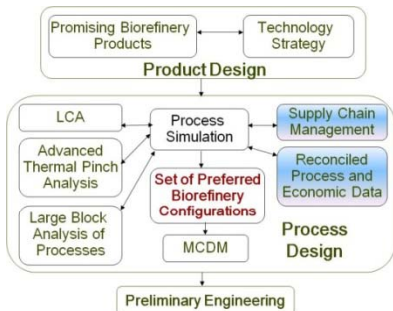 Promising Biorefinery
Products
Technology
Strategy
Product Design
LCA
Process
Simulation
Supply Chain
Management
Advanced
Thermal Pinch
Analysis
Reconciled
Process and
Economic Data
Set of Preferred
Biorefinery
Configurations
Large Block
Analysis of
Processes
MCDM
Process
Design
Preliminary Engineering